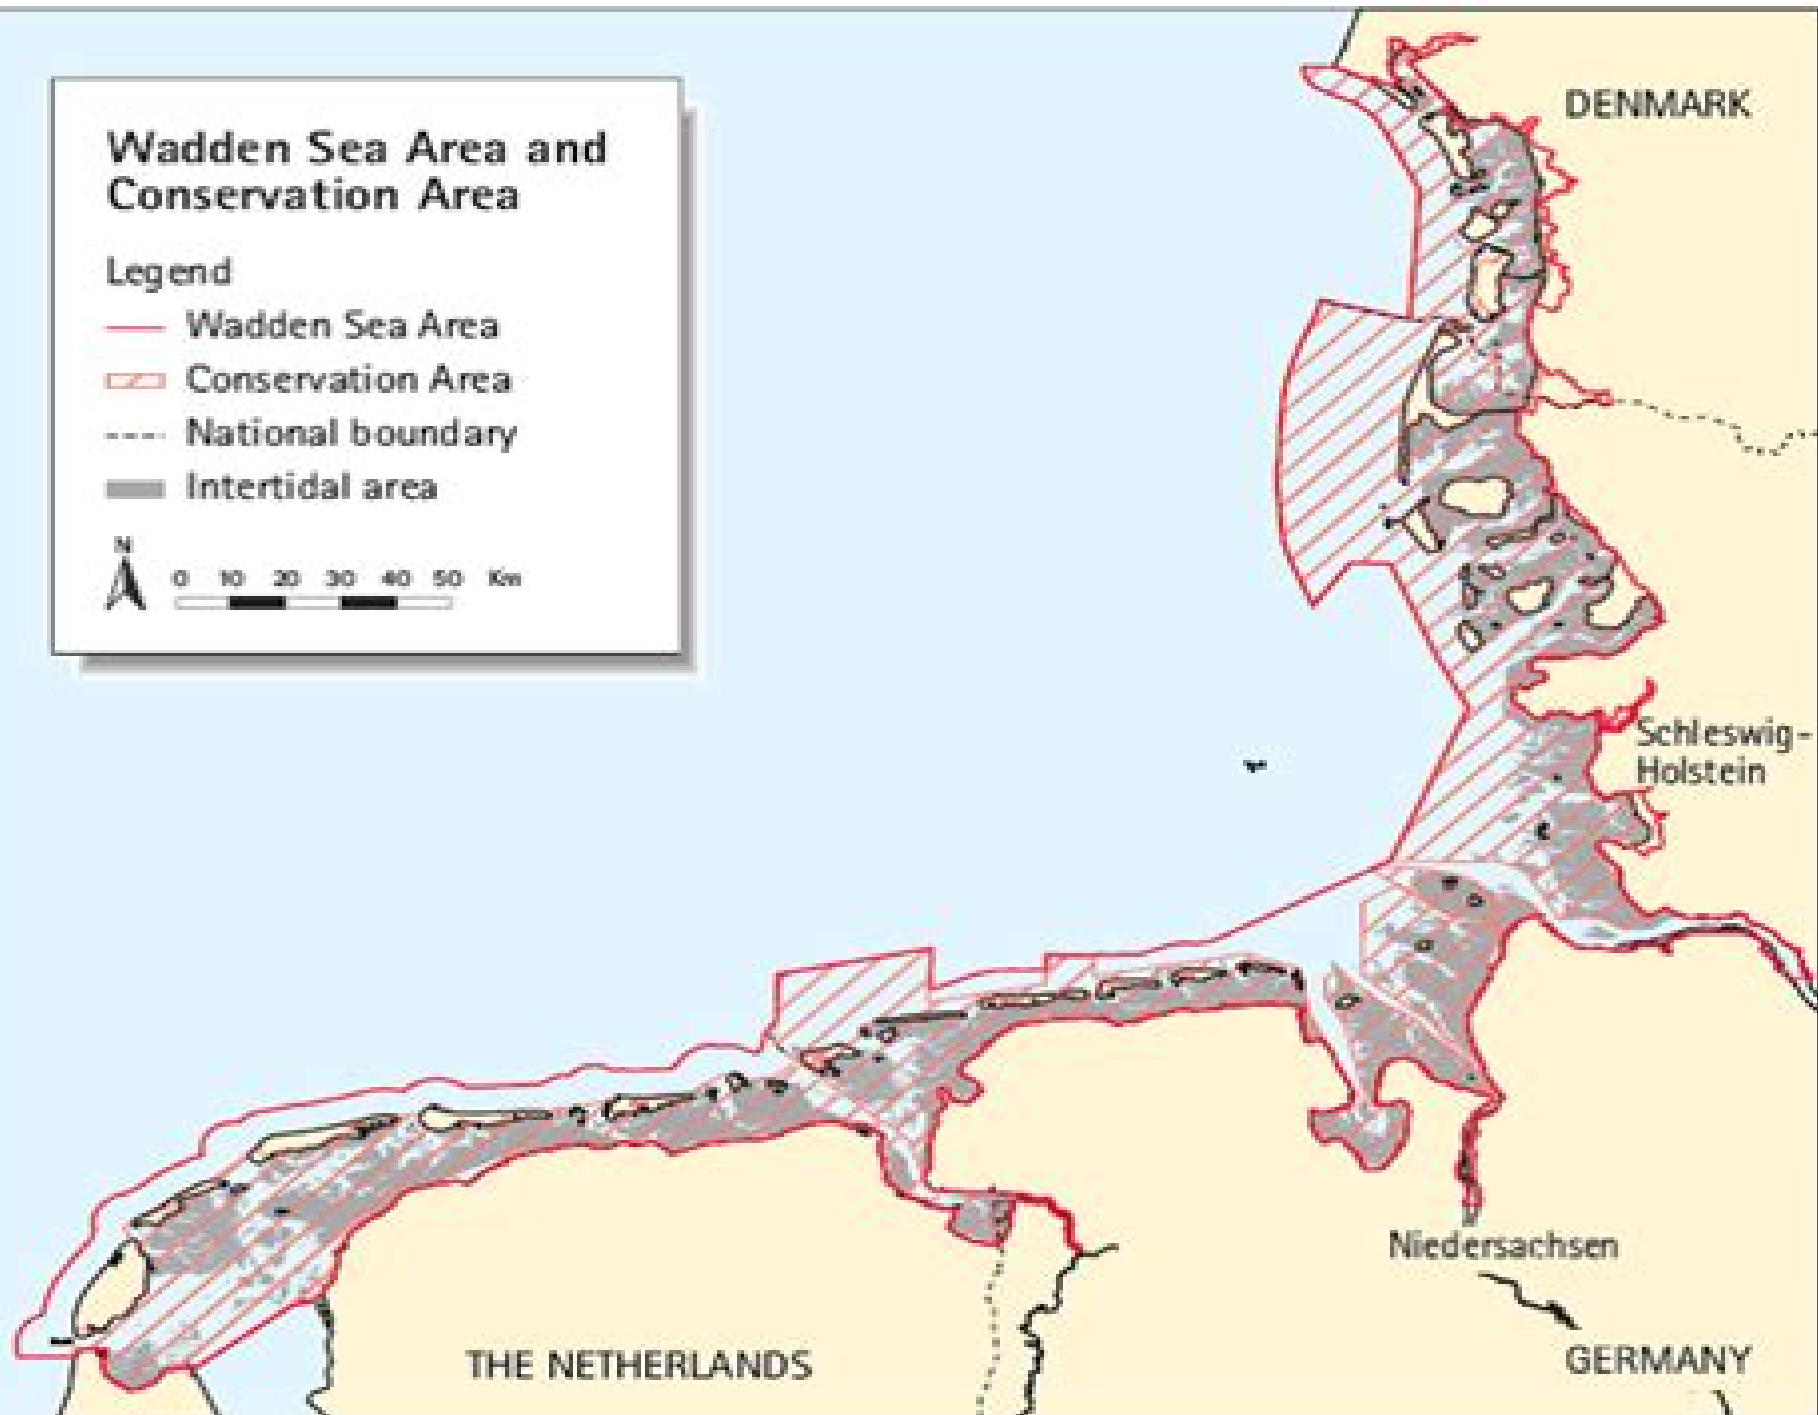 Wadden Sea Area and
Conservation Area
Legend
Wadden Sea Area
Conservation Area
National boundary
Intertidal area
N
0 10 20 30 40 50 Km
DENMARK
Schleswig-
Holstein
Niedersachsen
THE NETHERLANDS
GERMANY